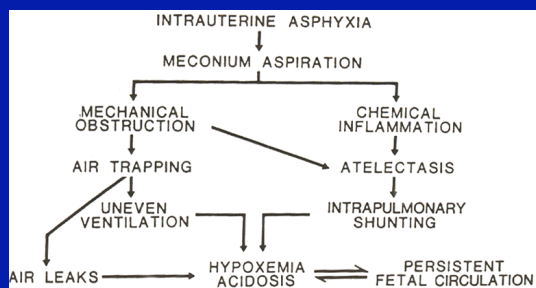 INTRAUTERINE ASPHYXIA
MECONIUM ASPIRATION
MECHANICAL
OBSTRUCTION
CHEMICAL
INFLAMMATION
AIR TRAPPING
ATELECTASIS
UNEVEN
VENTILATION
INTRAPULMONARY
SHUNTING
AIR LEAKS
HYPOXEMIA
ACIDOSIS
PERSISTENT
FETAL CIRCULATION